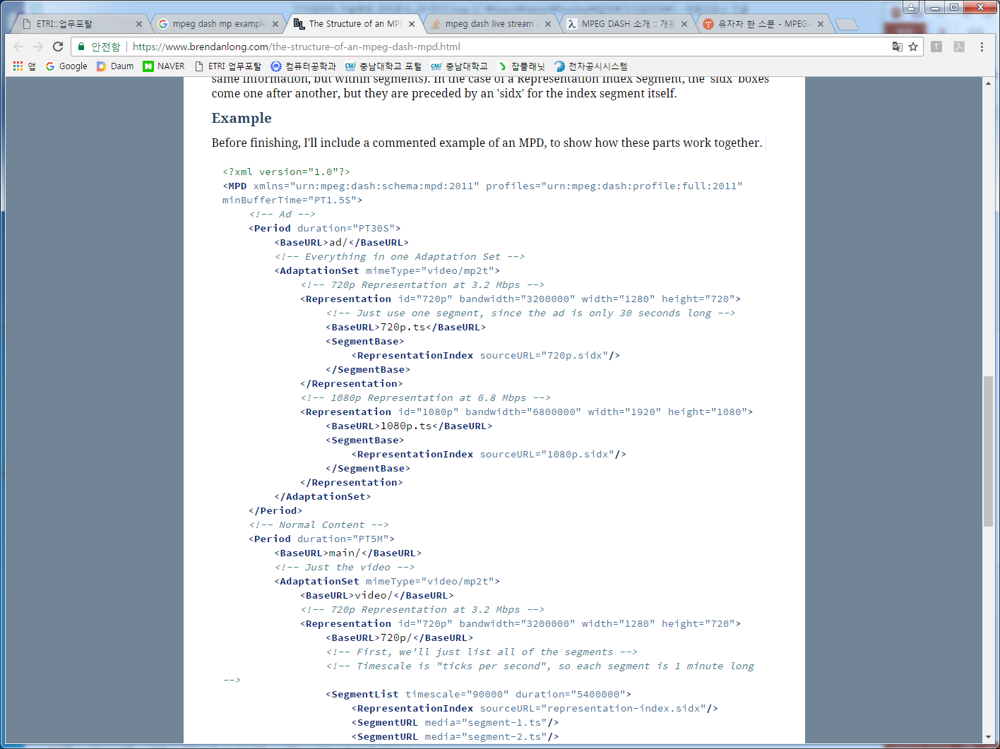 ETRI:::업무포탈
mpeg dash mp example
The Structure of an MPE
mpeg dash live stream
MPEG DASH 소개 :: 개동
유자차 한 스푼 - MPEG-
안전함
https://www.brendanlong.com/the-structure-of-an-mpeg-dash-mpd.html
앱
Google
Daum
NAVER
ETRI 업무포탈
컴퓨터공학과
충남대학교 포털
충남대학교
잡플래닛
전자공시시스템
same information, but within segments). In the case of a Representation Index Segment, the 'sidx' boxes
come one after another, but they are preceded by an 'sidx' for the index segment itself.
Example
Before finishing, I'll include a commented example of an MPD, to show how these parts work together.
<?xml version="1.0"?>
<MPD xmlns="urn:mpeg:dash:schema:mpd:2011" profiles="urn:mpeg:dash:profile:full:2011"
minBufferTime="PT1.5S">
<!-- Ad -->
<Period duration="PT30S">
<BaseURL>ad/</BaseURL>
<!-- Everything in one Adaptation Set -->
<AdaptationSet mimeType="video/mp2t">
<!-- 720p Representation at 3.2 Mbps -->
<Representation id="720p" bandwidth="3200000" width="1280" height="720">
<!-- Just use one segment, since the ad is only 30 seconds long -->
<BaseURL>720p.ts</BaseURL>
<SegmentBase>
<RepresentationIndex sourceURL="720p.sidx"/>
</SegmentBase>
</Representation>
<!-- 1080p Representation at 6.8 Mbps -->
<Representation id="1080p" bandwidth="6800000" width="1920" height="1080">
<BaseURL>1080p.ts</BaseURL>
<SegmentBase>
<RepresentationIndex sourceURL="1080p.sidx"/>
</SegmentBase>
</Representation>
</AdaptationSet>
</Period>
<!-- Normal Content -->
<Period duration="PT5M">
<BaseURL>main/</BaseURL>
<!-- Just the video -->
<AdaptationSet mimeType="video/mp2t">
<BaseURL>video/</BaseURL>
<!-- 720p Representation at 3.2 Mbps -->
<Representation id="720p" bandwidth="3200000" width="1280" height="720">
<BaseURL>720p/</BaseURL>
<!-- First, we'll just list all of the segments -->
<!-- Timescale is "ticks per second", so each segment is 1 minute long
-->
<SegmentList timescale="90000" duration="5400000">
<RepresentationIndex sourceURL="representation-index.sidx"/>
<SegmentURL media="segment-1.ts"/>
<SegmentURL media="segment-2.ts"/>